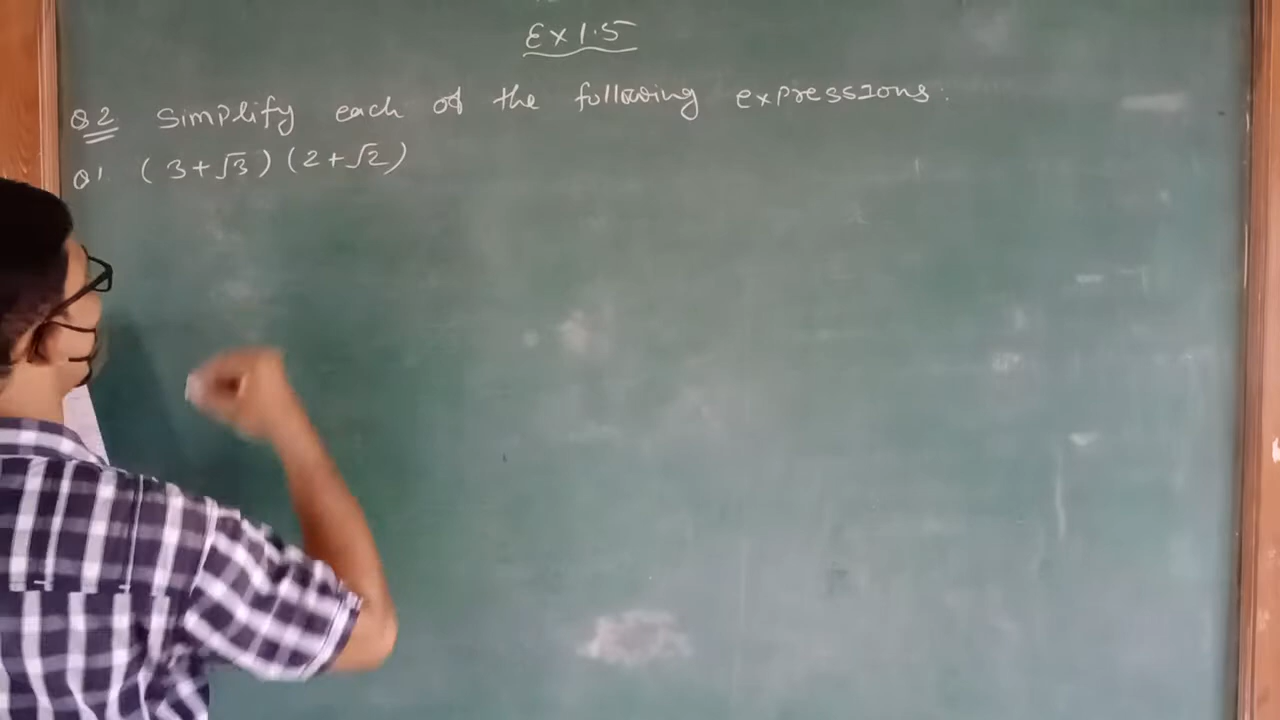 Ex 1.5
Q2 Simplify each of the following expressions:
Q1. (3+√3) (2+√2)